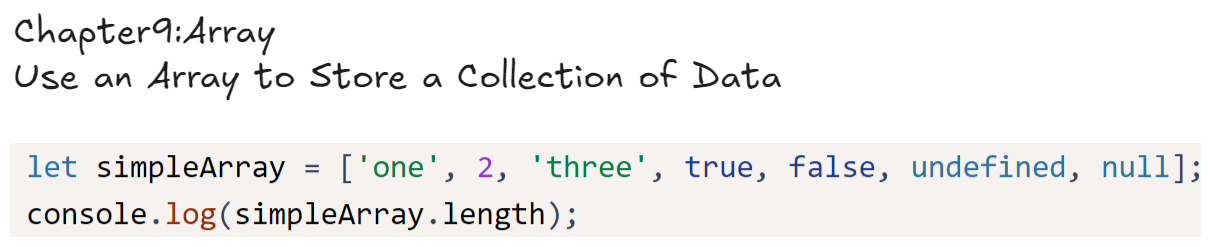 Chapter9:Array
Use an Array to Store a Collection of Data
let simpleArray = ['one', 2, 'three', true, false, undefined, null];
console.log(simpleArray.length);